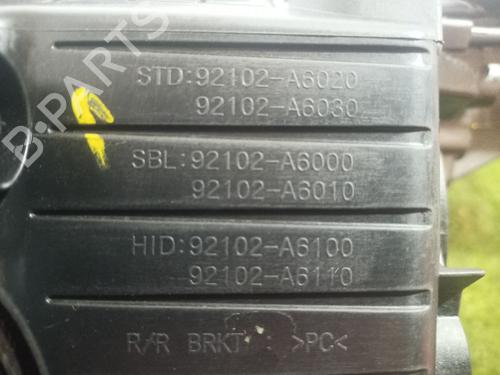 STD:92102-A6020
92102-A6030
SBL:92102-A6000
92102-A6010
HID:92102-A6100
92102-A6110
R/R BRKT : >PC<
B-PARTS